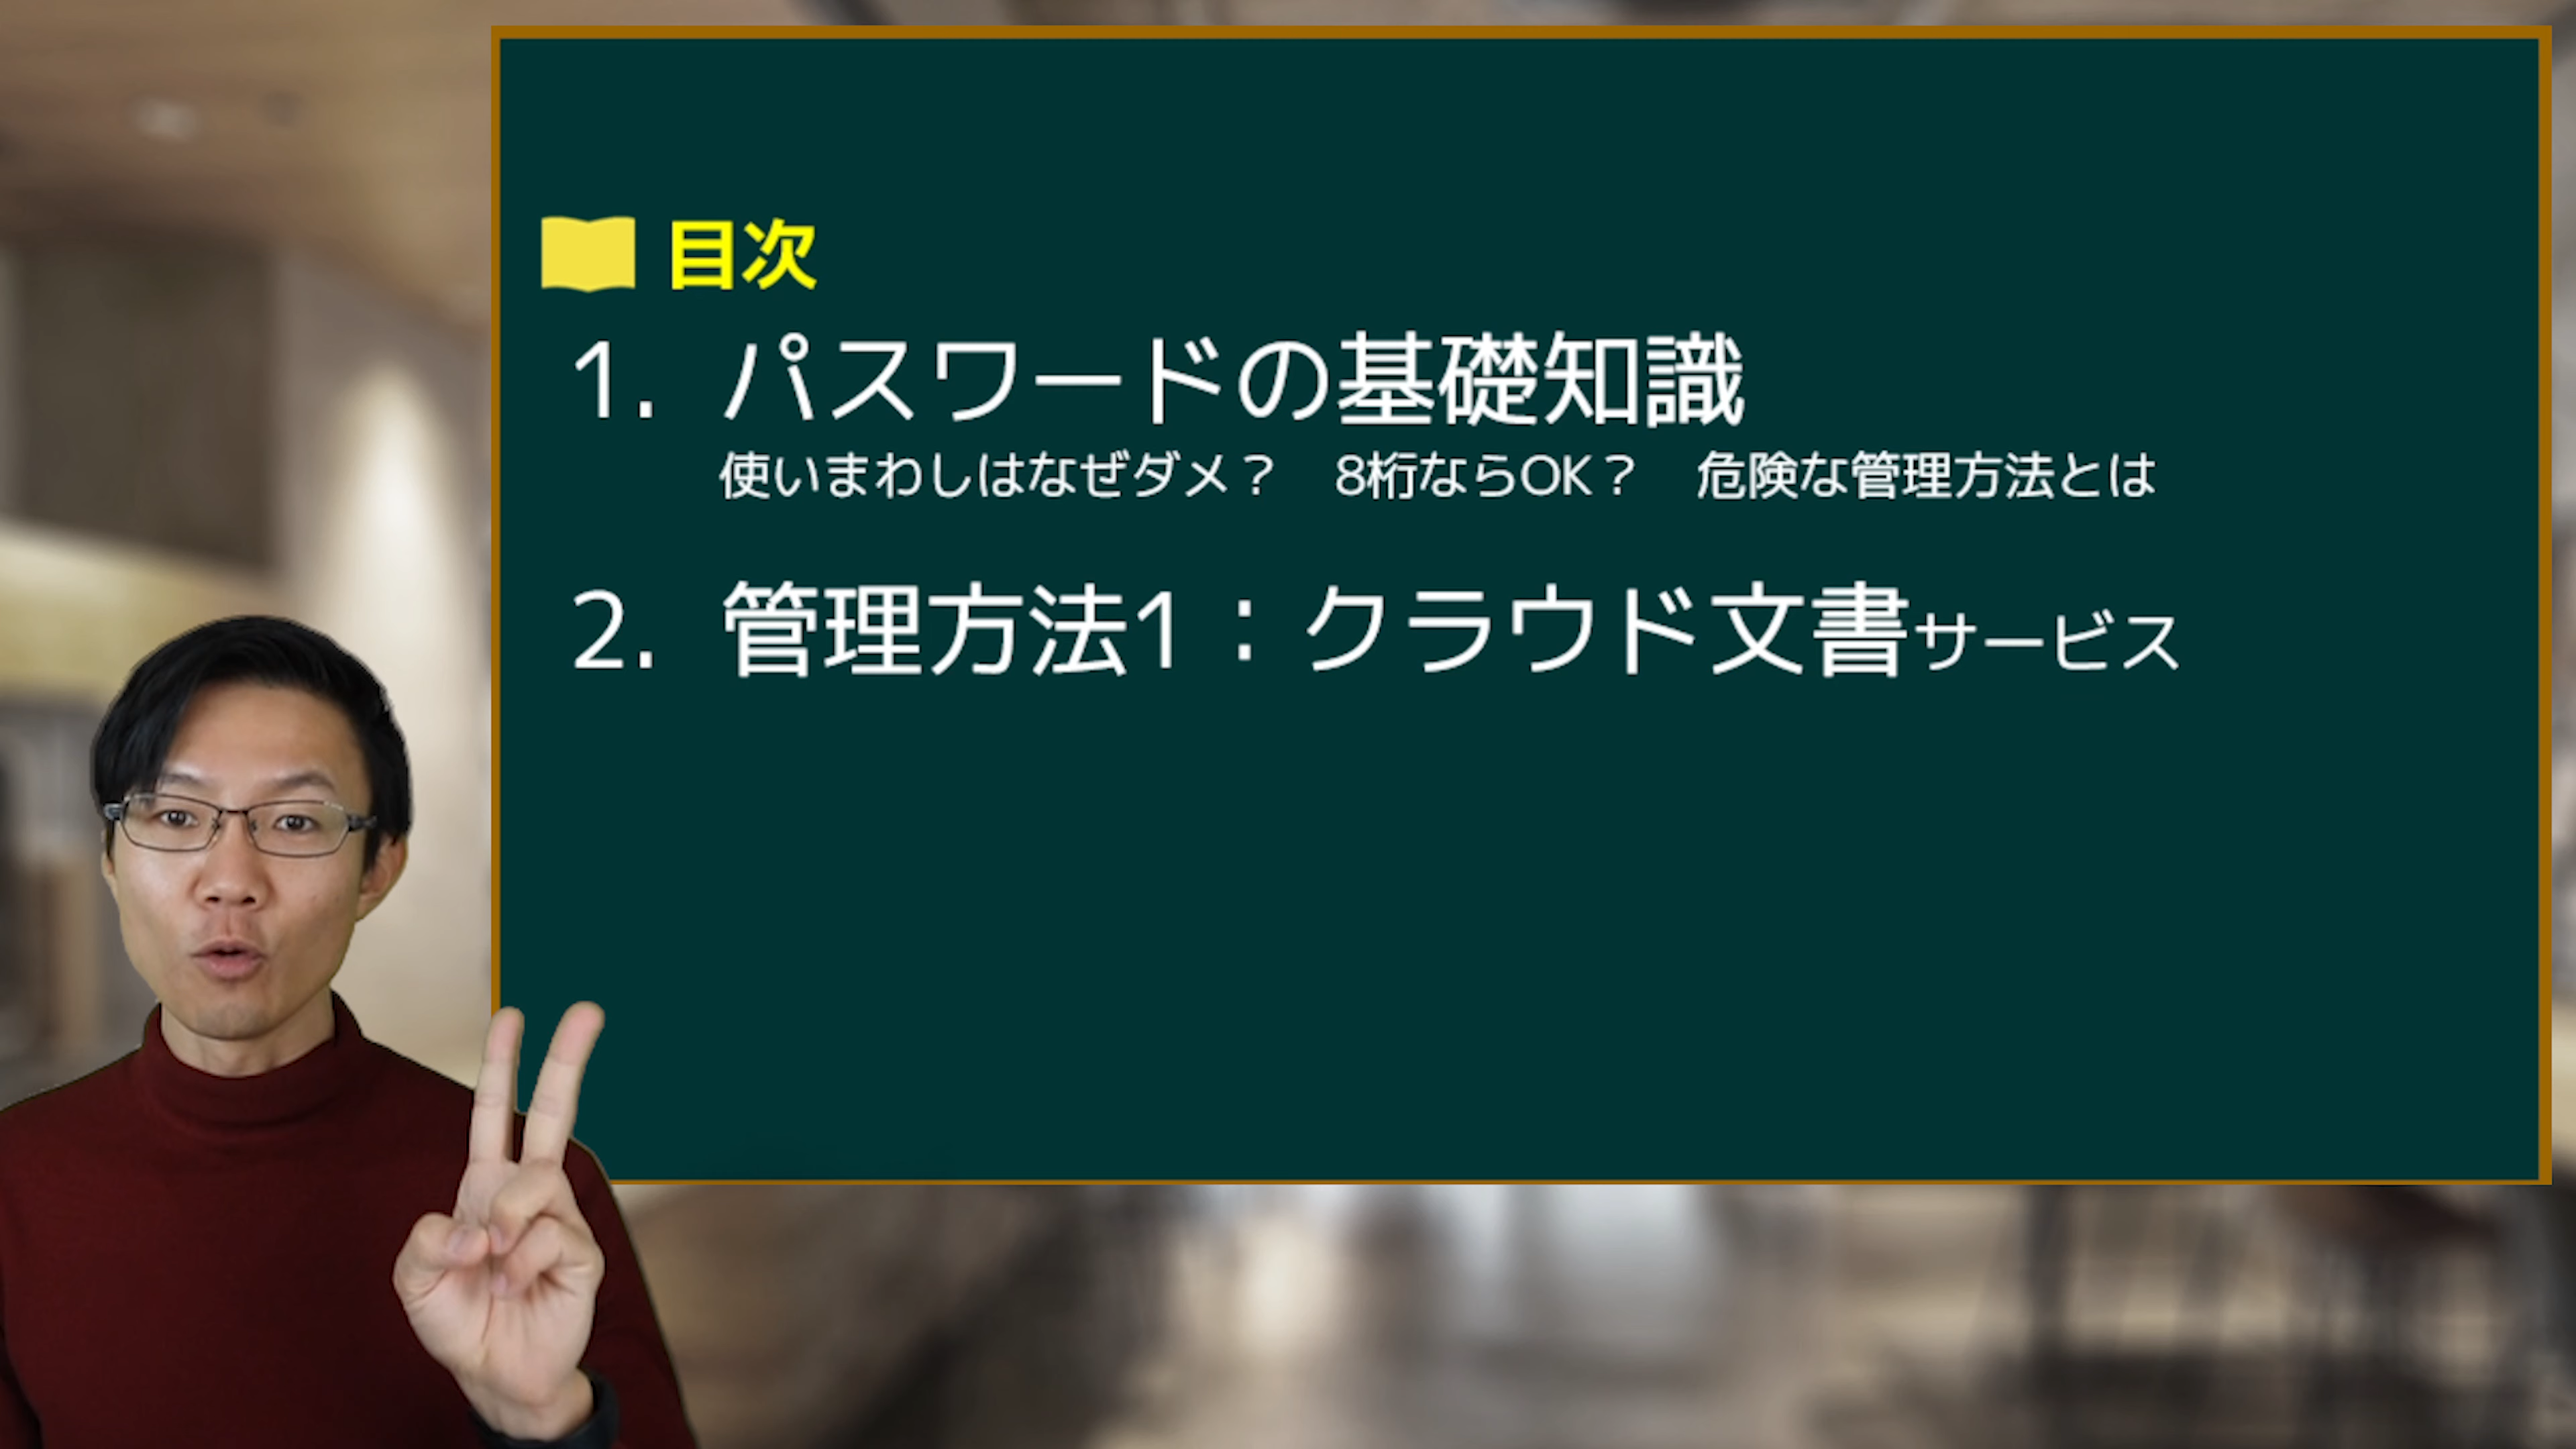 目次
1. パスワードの基礎知識
使いまわしはなぜダメ？　8桁ならOK？　危険な管理方法とは
2. 管理方法1：クラウド文書サービス